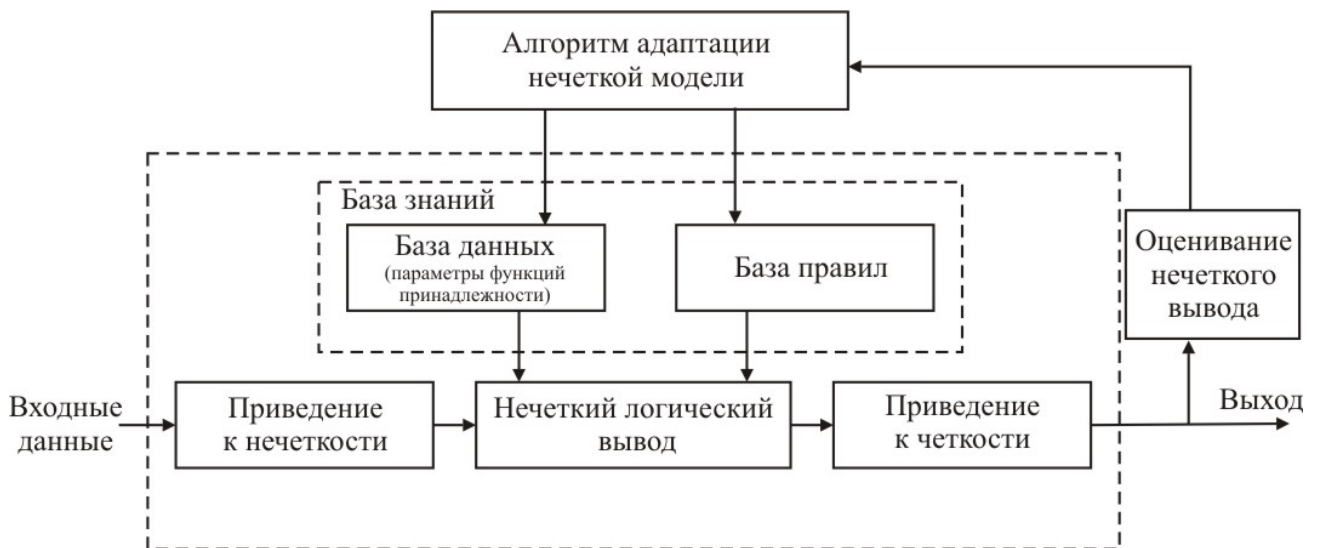 Алгоритм адаптации
нечеткой модели
База знаний
База данных
(параметры функций
принадлежности)
База правил
Оценивание
нечеткого
вывода
Входные
данные
Приведение
к нечеткости
Нечеткий логический
вывод
Приведение
к четкости
Выход